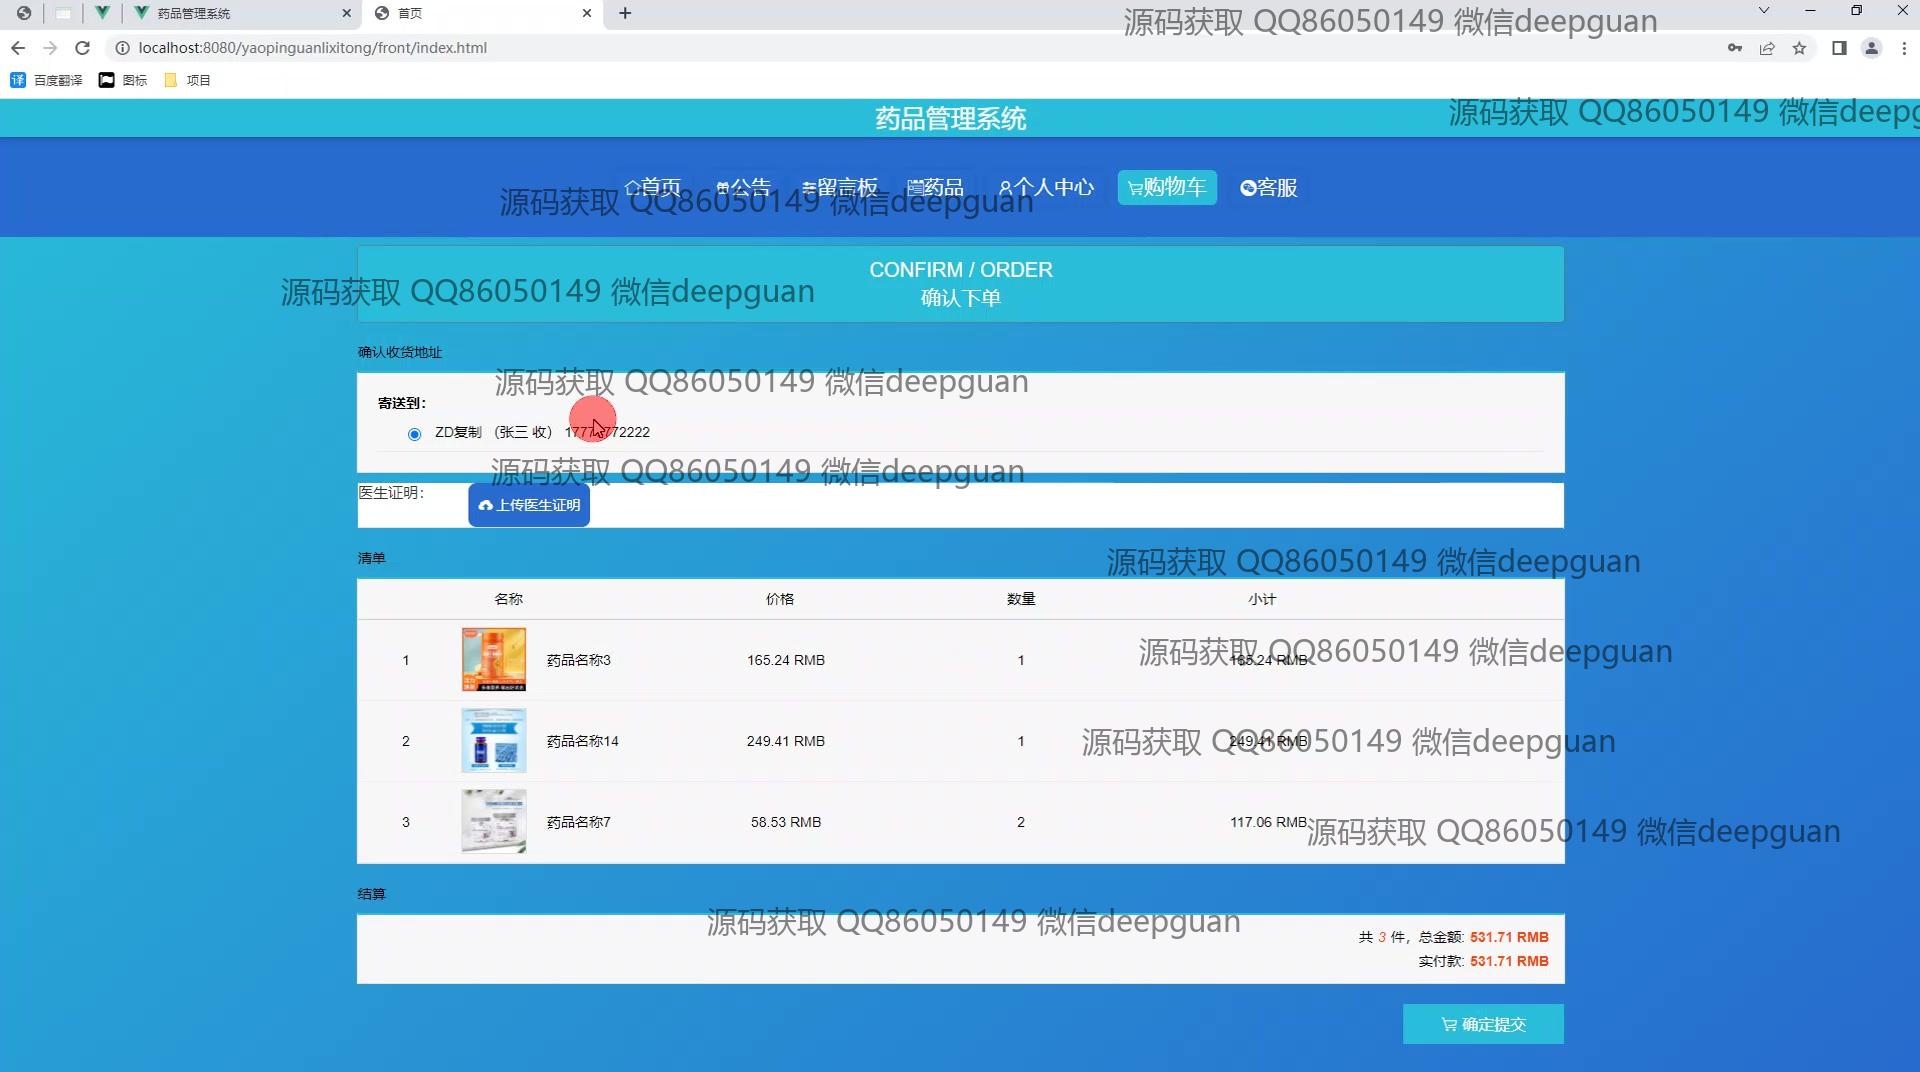 药品管理系统
首页
源码获取 QQ86050149 微信deepguan
localhost:8080/yaopinguanlixitong/front/index.html
百度翻译
图标
项目
药品管理系统
源码获取 QQ86050149 微信deepg
首页 公告 留言板 药品 个人中心 购物车 客服
源码获取 QQ86050149 微信deepguan
CONFIRM / ORDER
源码获取 QQ86050149 微信deepguan
确认下单
确认收货地址
源码获取 QQ86050149 微信deepguan
寄送到：
ZD复制 （张三 收）
源码获取 QQ86050149 微信deepguan
医生证明：
上传医生证明
清单
源码获取 QQ86050149 微信deepguan
名称 价格 数量 小计
源码获取 QQ86050149 微信deepguan
1 药品名称3 165.24 RMB 1 165.24 RMB
2 药品名称14 249.41 RMB 1 249.41 RMB
源码获取 QQ86050149 微信deepguan
3 药品名称7 58.53 RMB 2 117.06 RMB
源码获取 QQ86050149 微信deepguan
结算
源码获取 QQ86050149 微信deepguan
共 3 件，总金额: 531.71 RMB
实付款: 531.71 RMB
确定提交